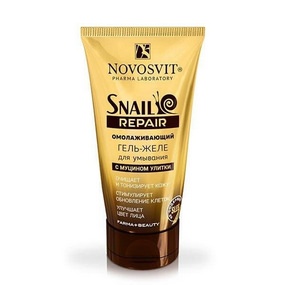 NOVOSVIT®
PHARMA LABORATORY
SNAIL
REPAIR
ОМОЛАЖИВАЮЩИЙ
ГЕЛЬ-ЖЕЛЕ
для умывания
С МУЦИНОМ УЛИТКИ
ОЧИЩАЕТ
И ТОНИЗИРУЕТ КОЖУ
СТИМУЛИРУЕТ
ОБНОВЛЕНИЕ КЛЕТОК
УЛУЧШАЕТ
ЦВЕТ ЛИЦА
FARMA+BEAUTY